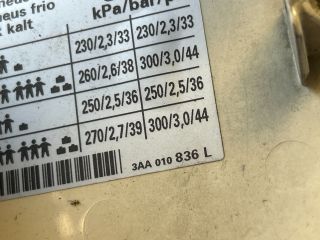 neus frio
kalt
kPa/bar/p
230/2,3/33 230/2,3/33
260/2,6/38 300/3,0/44
250/2,5/36 250/2,5/36
270/2,7/39 300/3,0/44
3AA 010 836 L